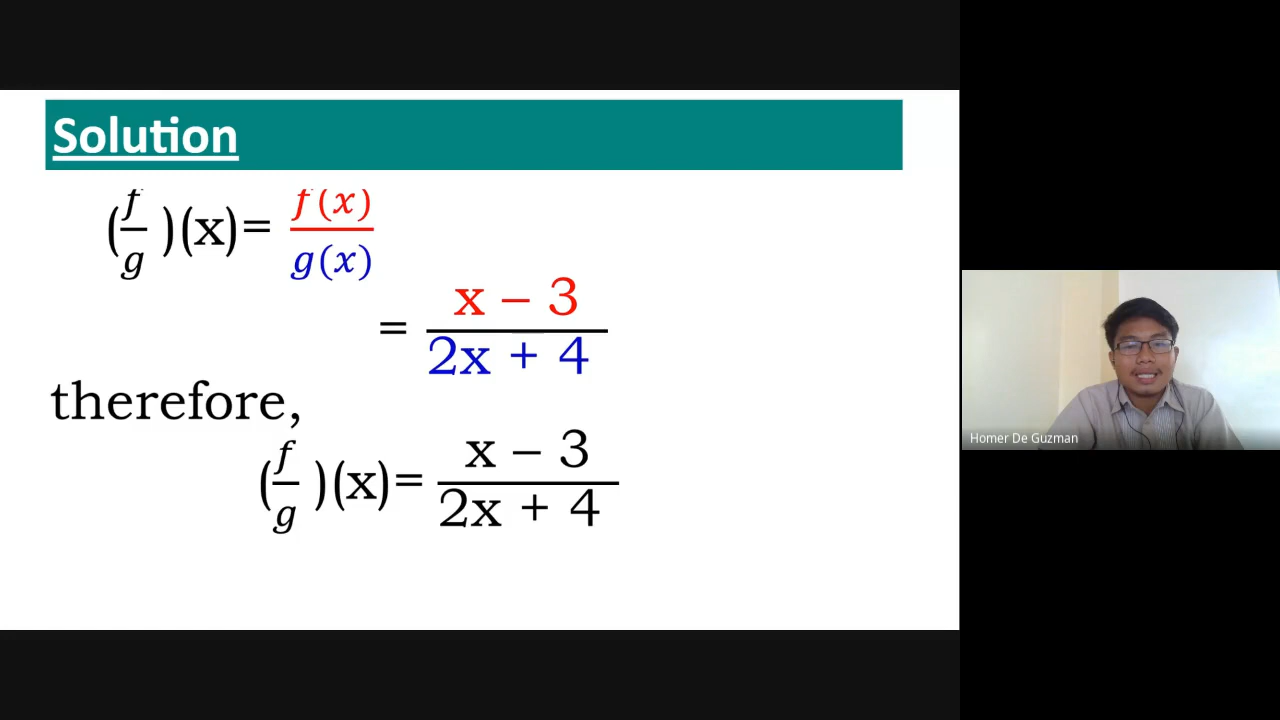 Solution
(f/g)(x)= f(x)/g(x)
= x – 3 / 2x + 4
therefore,
(f/g)(x)= x – 3 / 2x + 4
Homer De Guzman